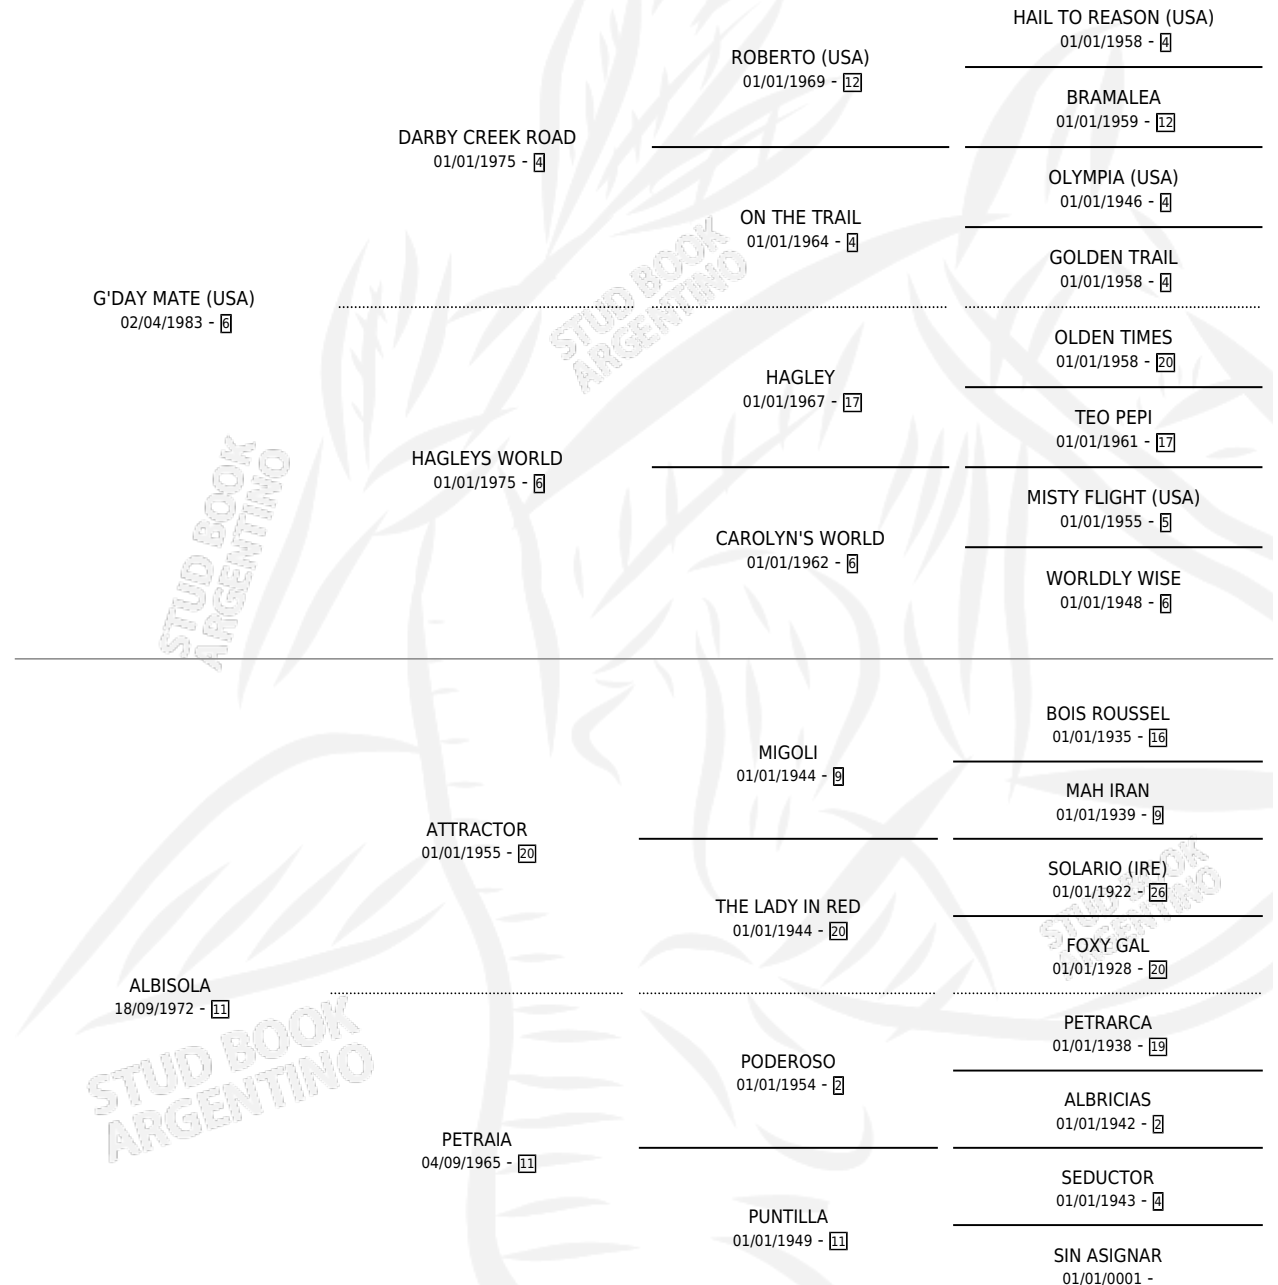 HAIL TO REASON (USA)
01/01/1958 - 4
ROBERTO (USA)
01/01/1969 - 12
BRAMALEA
01/01/1959 - 12
DARBY CREEK ROAD
01/01/1975 - 4
OLYMPIA (USA)
01/01/1946 - 4
ON THE TRAIL
01/01/1964 - 4
GOLDEN TRAIL
01/01/1958 - 4
G'DAY MATE (USA)
02/04/1983 - 6
OLDEN TIMES
01/01/1958 - 20
HAGLEY
01/01/1967 - 17
TEO PEPI
01/01/1961 - 17
HAGLEYS WORLD
01/01/1975 - 6
MISTY FLIGHT (USA)
01/01/1955 - 5
CAROLYN'S WORLD
01/01/1962 - 6
WORLDLY WISE
01/01/1948 - 6
BOIS ROUSSEL
01/01/1935 - 16
MIGOLI
01/01/1944 - 9
MAH IRAN
01/01/1939 - 9
ATTRACTOR
01/01/1955 - 20
SOLARIO (IRE)
01/01/1922 - 26
THE LADY IN RED
01/01/1944 - 20
FOXY GAL
01/01/1928 - 20
ALBISOLA
18/09/1972 - 11
PETRARCA
01/01/1938 - 19
PODEROSO
01/01/1954 - 2
ALBRICIAS
01/01/1942 - 2
PETRAIA
04/09/1965 - 11
SEDUCTOR
01/01/1943 - 4
PUNTILLA
01/01/1949 - 11
SIN ASIGNAR
01/01/0001 -
STUD BOOK
ARGENTINO
STUD BOOK
ARGENTINO
STUD BOOK
ARGENTINO
STUD BOOK
ARGENTINO